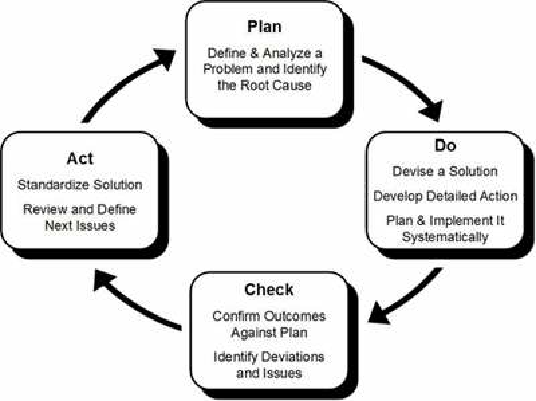 Plan
Define & Analyze a
Problem and Identify
the Root Cause
Do
Devise a Solution
Develop Detailed Action
Plan & Implement It
Systematically
Check
Confirm Outcomes
Against Plan
Identify Deviations
and Issues
Act
Standardize Solution
Review and Define
Next Issues